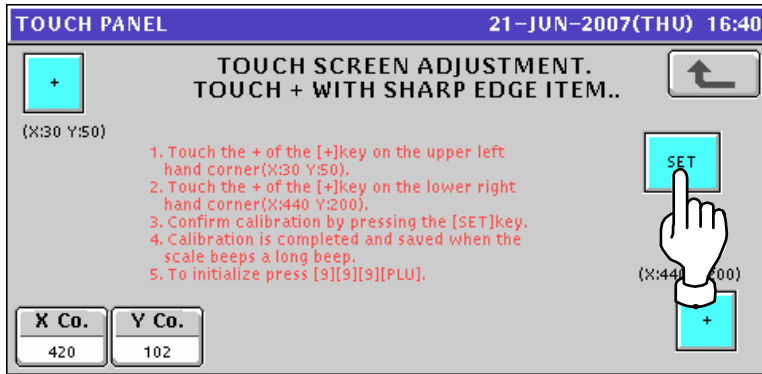 TOUCH PANEL 21-JUN-2007(THU) 16:40
TOUCH SCREEN ADJUSTMENT.
TOUCH + WITH SHARP EDGE ITEM..
+
(X:30 Y:50)
1. Touch the + of the [+]key on the upper left
hand corner(X:30 Y:50).
2. Touch the + of the [+]key on the lower right
hand corner(X:440 Y:200).
3. Confirm calibration by pressing the [SET]key.
4. Calibration is completed and saved when the
scale beeps a long beep.
5. To initialize press [9][9][9][PLU].
SET
(X:440 00)
+
X Co. Y Co.
420 102